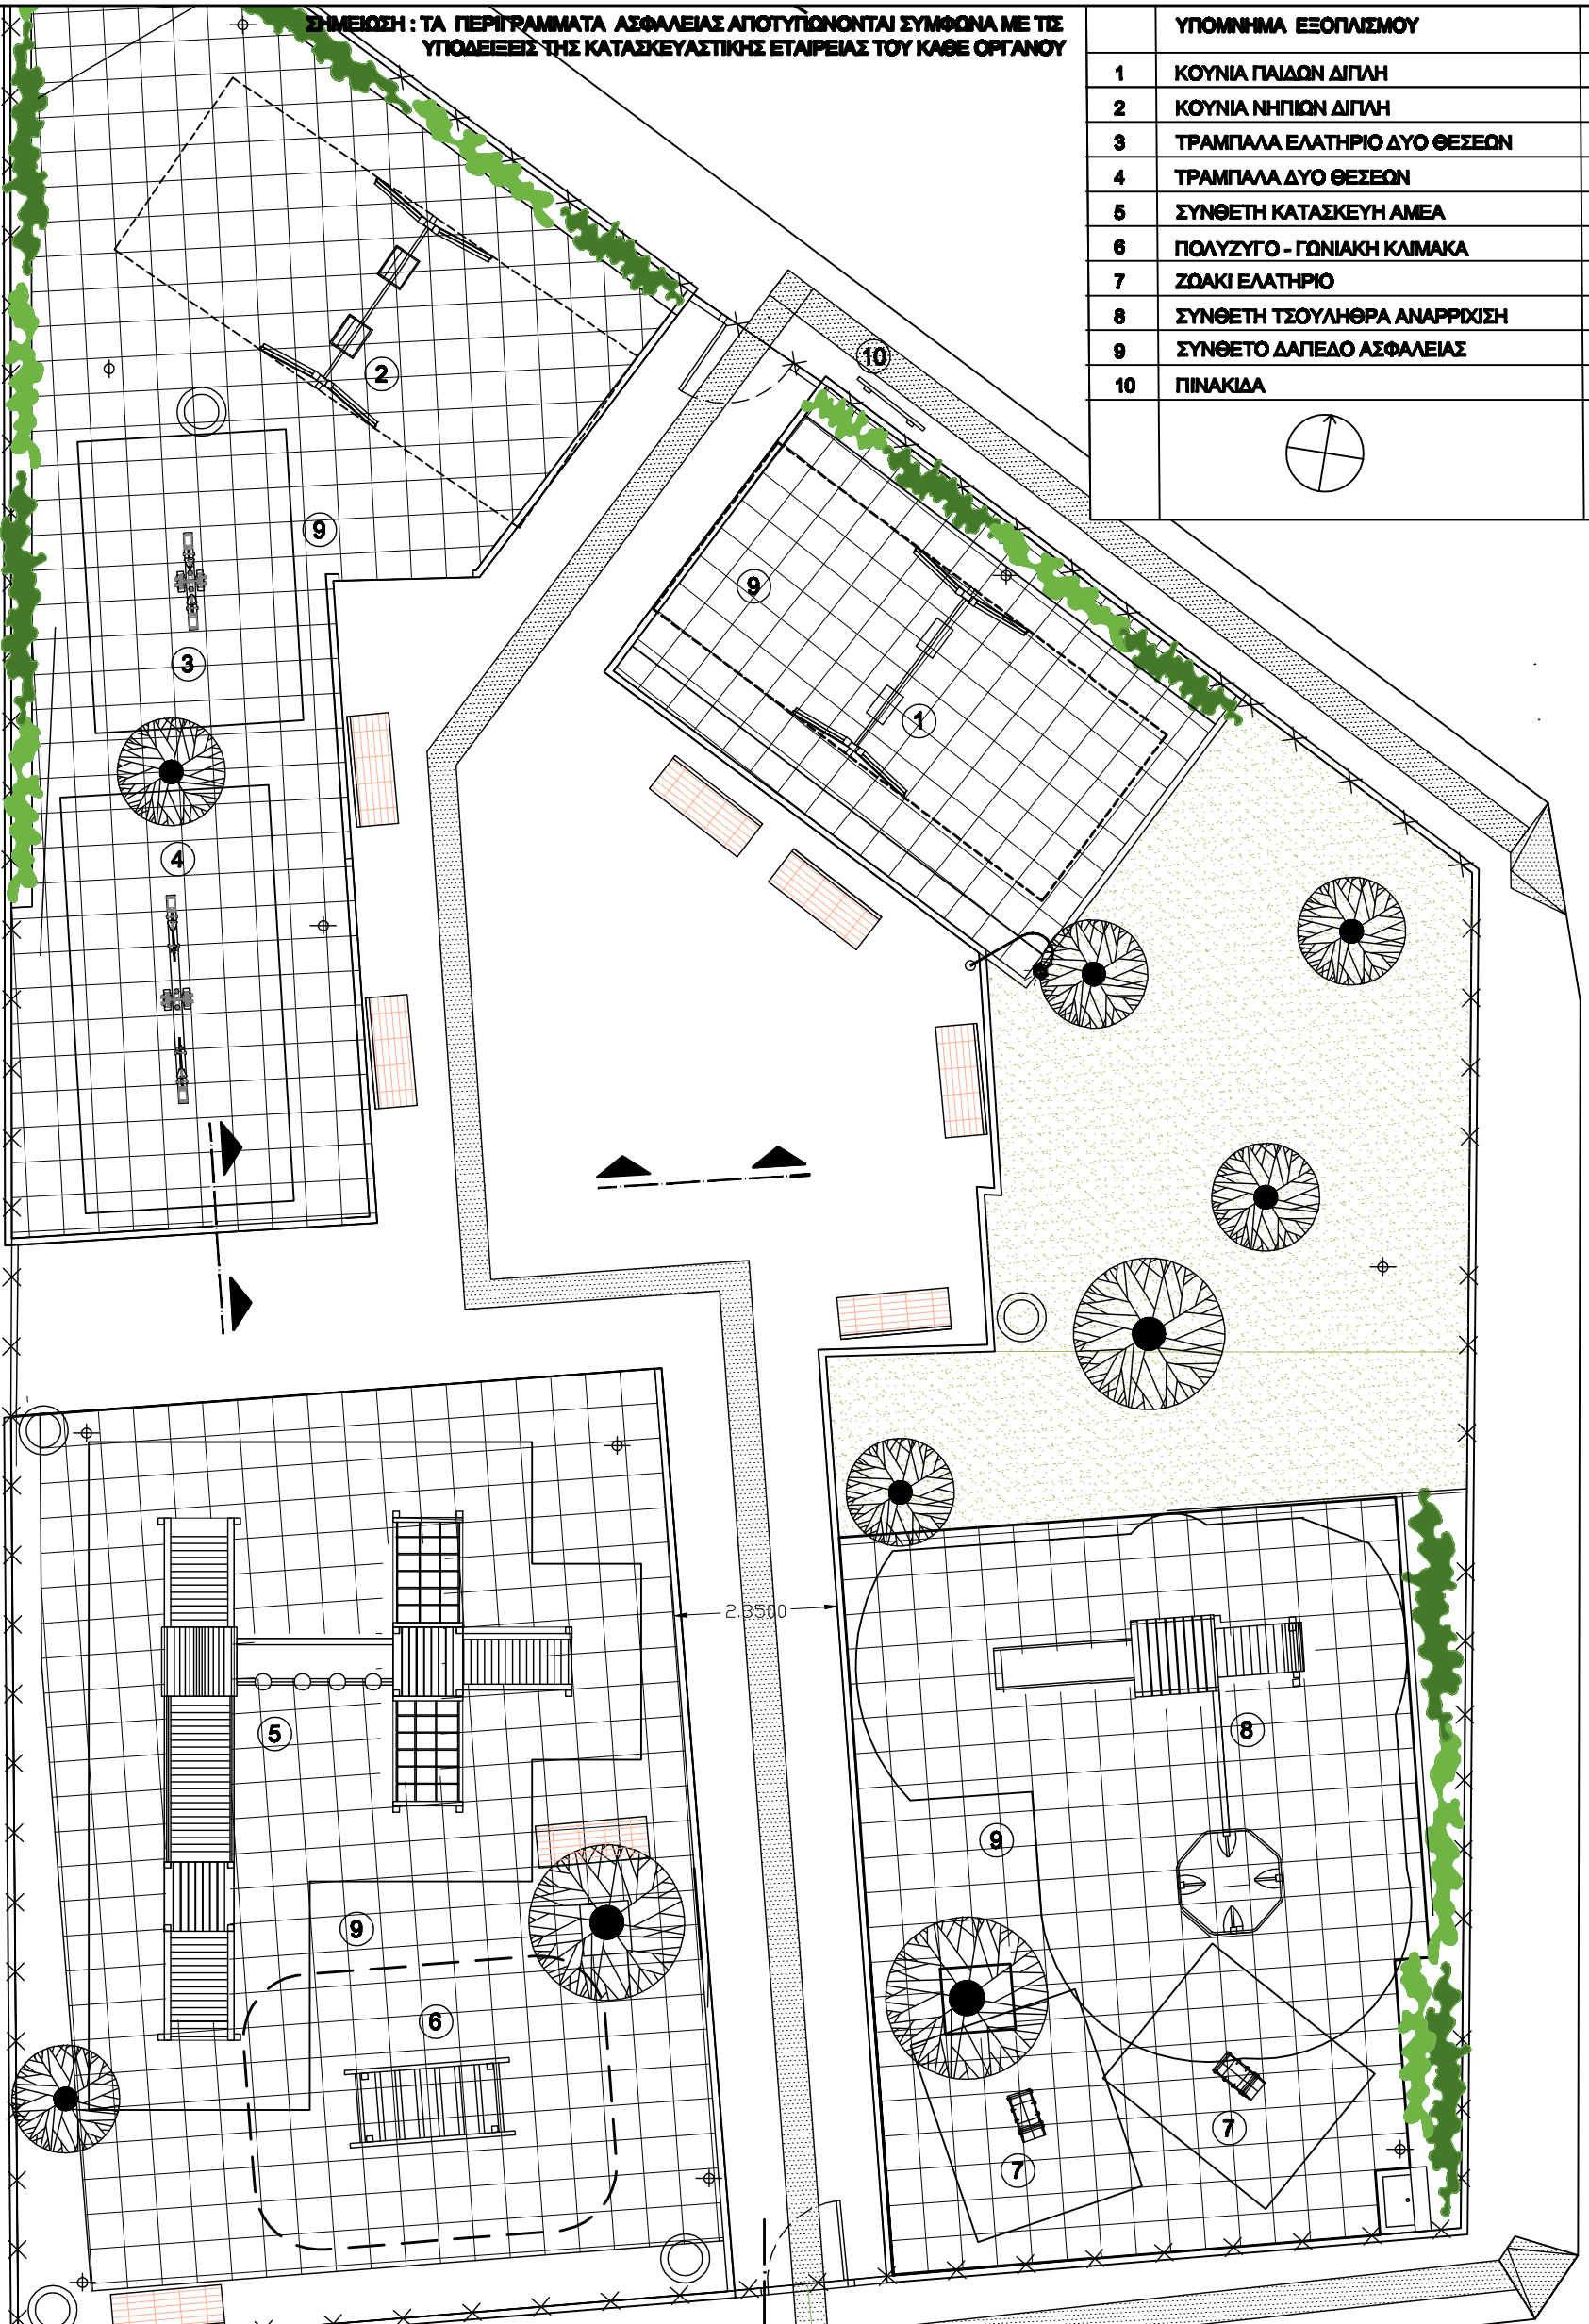 ΣΗΜΕΙΩΣΗ : ΤΑ ΠΕΡΙΓΡΑΜΜΑΤΑ ΑΣΦΑΛΕΙΑΣ ΑΠΟΤΥΠΩΝΟΝΤΑΙ ΣΥΜΦΩΝΑ ΜΕ ΤΙΣ
ΥΠΟΔΕΙΞΕΙΣ ΤΗΣ ΚΑΤΑΣΚΕΥΑΣΤΙΚΗΣ ΕΤΑΙΡΕΙΑΣ ΤΟΥ ΚΑΘΕ ΟΡΓΑΝΟΥ
ΥΠΟΜΝΗΜΑ ΕΞΟΠΛΙΣΜΟΥ
1 ΚΟΥΝΙΑ ΠΑΙΔΩΝ ΔΙΠΛΗ
2 ΚΟΥΝΙΑ ΝΗΠΙΩΝ ΔΙΠΛΗ
3 ΤΡΑΜΠΑΛΑ ΕΛΑΤΗΡΙΟ ΔΥΟ ΘΕΣΕΩΝ
4 ΤΡΑΜΠΑΛΑ ΔΥΟ ΘΕΣΕΩΝ
5 ΣΥΝΘΕΤΗ ΚΑΤΑΣΚΕΥΗ ΑΜΕΑ
6 ΠΟΛΥΖΥΓΟ - ΓΩΝΙΑΚΗ ΚΛΙΜΑΚΑ
7 ΖΩΑΚΙ ΕΛΑΤΗΡΙΟ
8 ΣΥΝΘΕΤΗ ΤΣΟΥΛΗΘΡΑ ΑΝΑΡΡΙΧΙΣΗ
9 ΣΥΝΘΕΤΟ ΔΑΠΕΔΟ ΑΣΦΑΛΕΙΑΣ
10 ΠΙΝΑΚΙΔΑ
10
2
9
9
3
1
4
2.3500
5
8
9
9
6
7
7